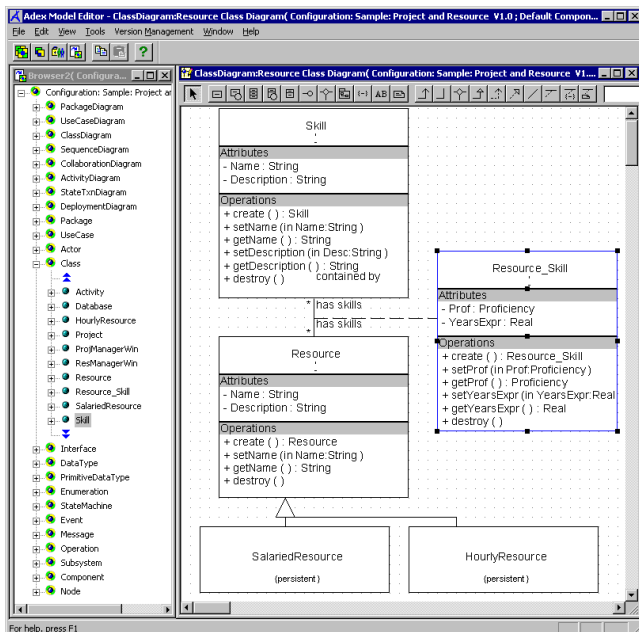 Adex Model Editor - ClassDiagram:Resource Class Diagram( Configuration: Sample: Project and Resource V1.0 ; Default Compon...
File Edit View Tools Version Management Window Help
Browser2( Configura...
Configuration: Sample: Project ar
PackageDiagram
UseCaseDiagram
ClassDiagram
SequenceDiagram
CollaborationDiagram
ActivityDiagram
StateTxnDiagram
DeploymentDiagram
Package
UseCase
Actor
Class
Activity
Database
HourlyResource
Project
ProjManagerWin
ResManagerWin
Resource
Resource_Skill
SalariedResource
Skill
Interface
DataType
PrimitiveDataType
Enumeration
StateMachine
Event
Message
Operation
Subsystem
Component
Node
ClassDiagram:Resource Class Diagram( Configuration: Sample: Project and Resource V1....
AB
Skill
Attributes
- Name : String
- Description : String
Operations
+ create ( ) : Skill
+ setName (in Name:String )
+ getName ( ) : String
+ setDescription (in Desc:String )
+ getDescription ( ) : String
+ destroy ( )
contained by
* has skills
has skills
*
Resource_Skill
Attributes
- Prof : Proficiency
- YearsExpr : Real
Operations
+ create ( ) : Resource_Skill
+ setProf (in Prof:Proficiency )
+ getProf ( ) : Proficiency
+ setYearsExpr (in YearsExpr:Real
+ getYearsExpr ( ) : Real
+ destroy ( )
Resource
Attributes
- Name : String
- Description : String
Operations
+ create ( ) : Resource
+ setName (in Name:String )
+ getName ( ) : String
+ destroy ( )
SalariedResource
(persistent )
HourlyResource
(persistent )
For help, press F1